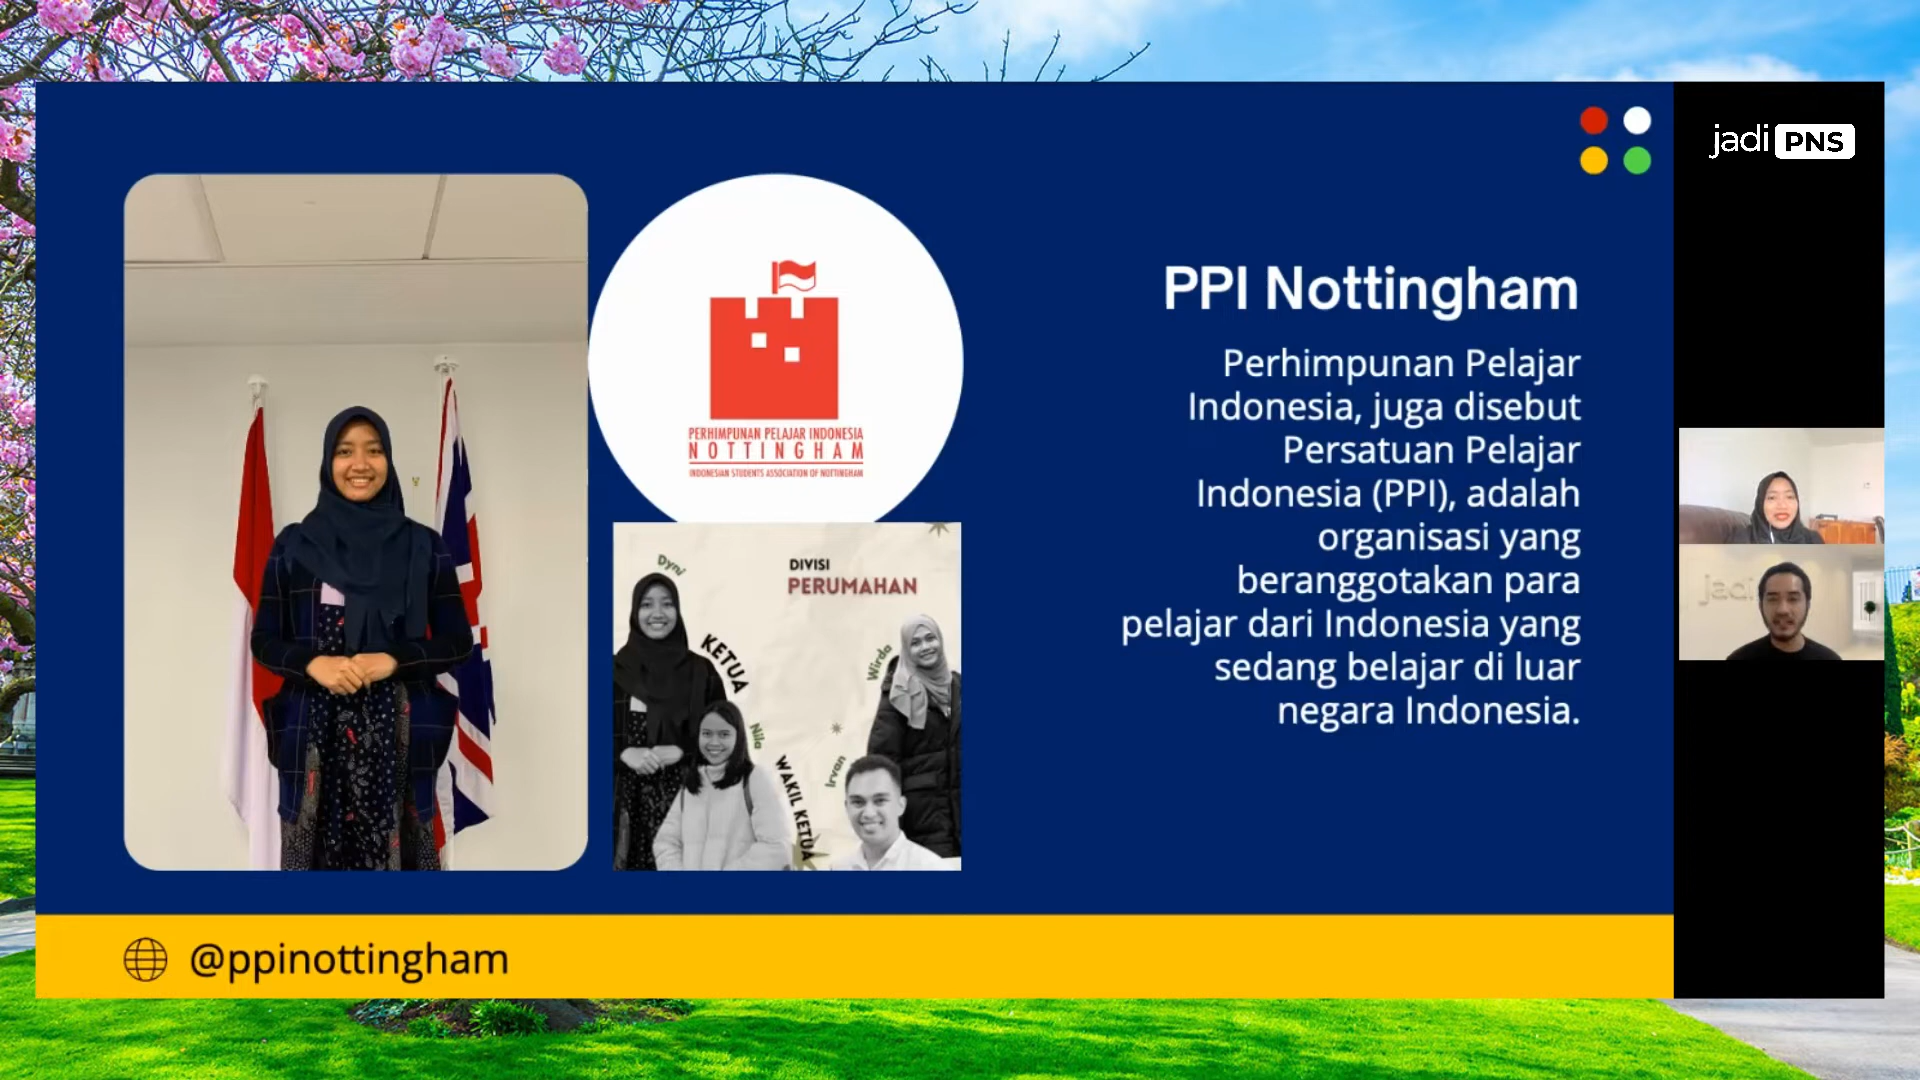 jadi PNS
PERHIMPUNAN PELAJAR INDONESIA
NOTTINGHAM
INDONESIAN STUDENTS ASSOCIATION OF NOTTINGHAM
DIVISI
PERUMAHAN
Dyni
KETUA
Nila
WAKIL KETUA
Wirda
Irvan
PPI Nottingham
Perhimpunan Pelajar
Indonesia, juga disebut
Persatuan Pelajar
Indonesia (PPI), adalah
organisasi yang
beranggotakan para
pelajar dari Indonesia yang
sedang belajar di luar
negara Indonesia.
@ppinottingham